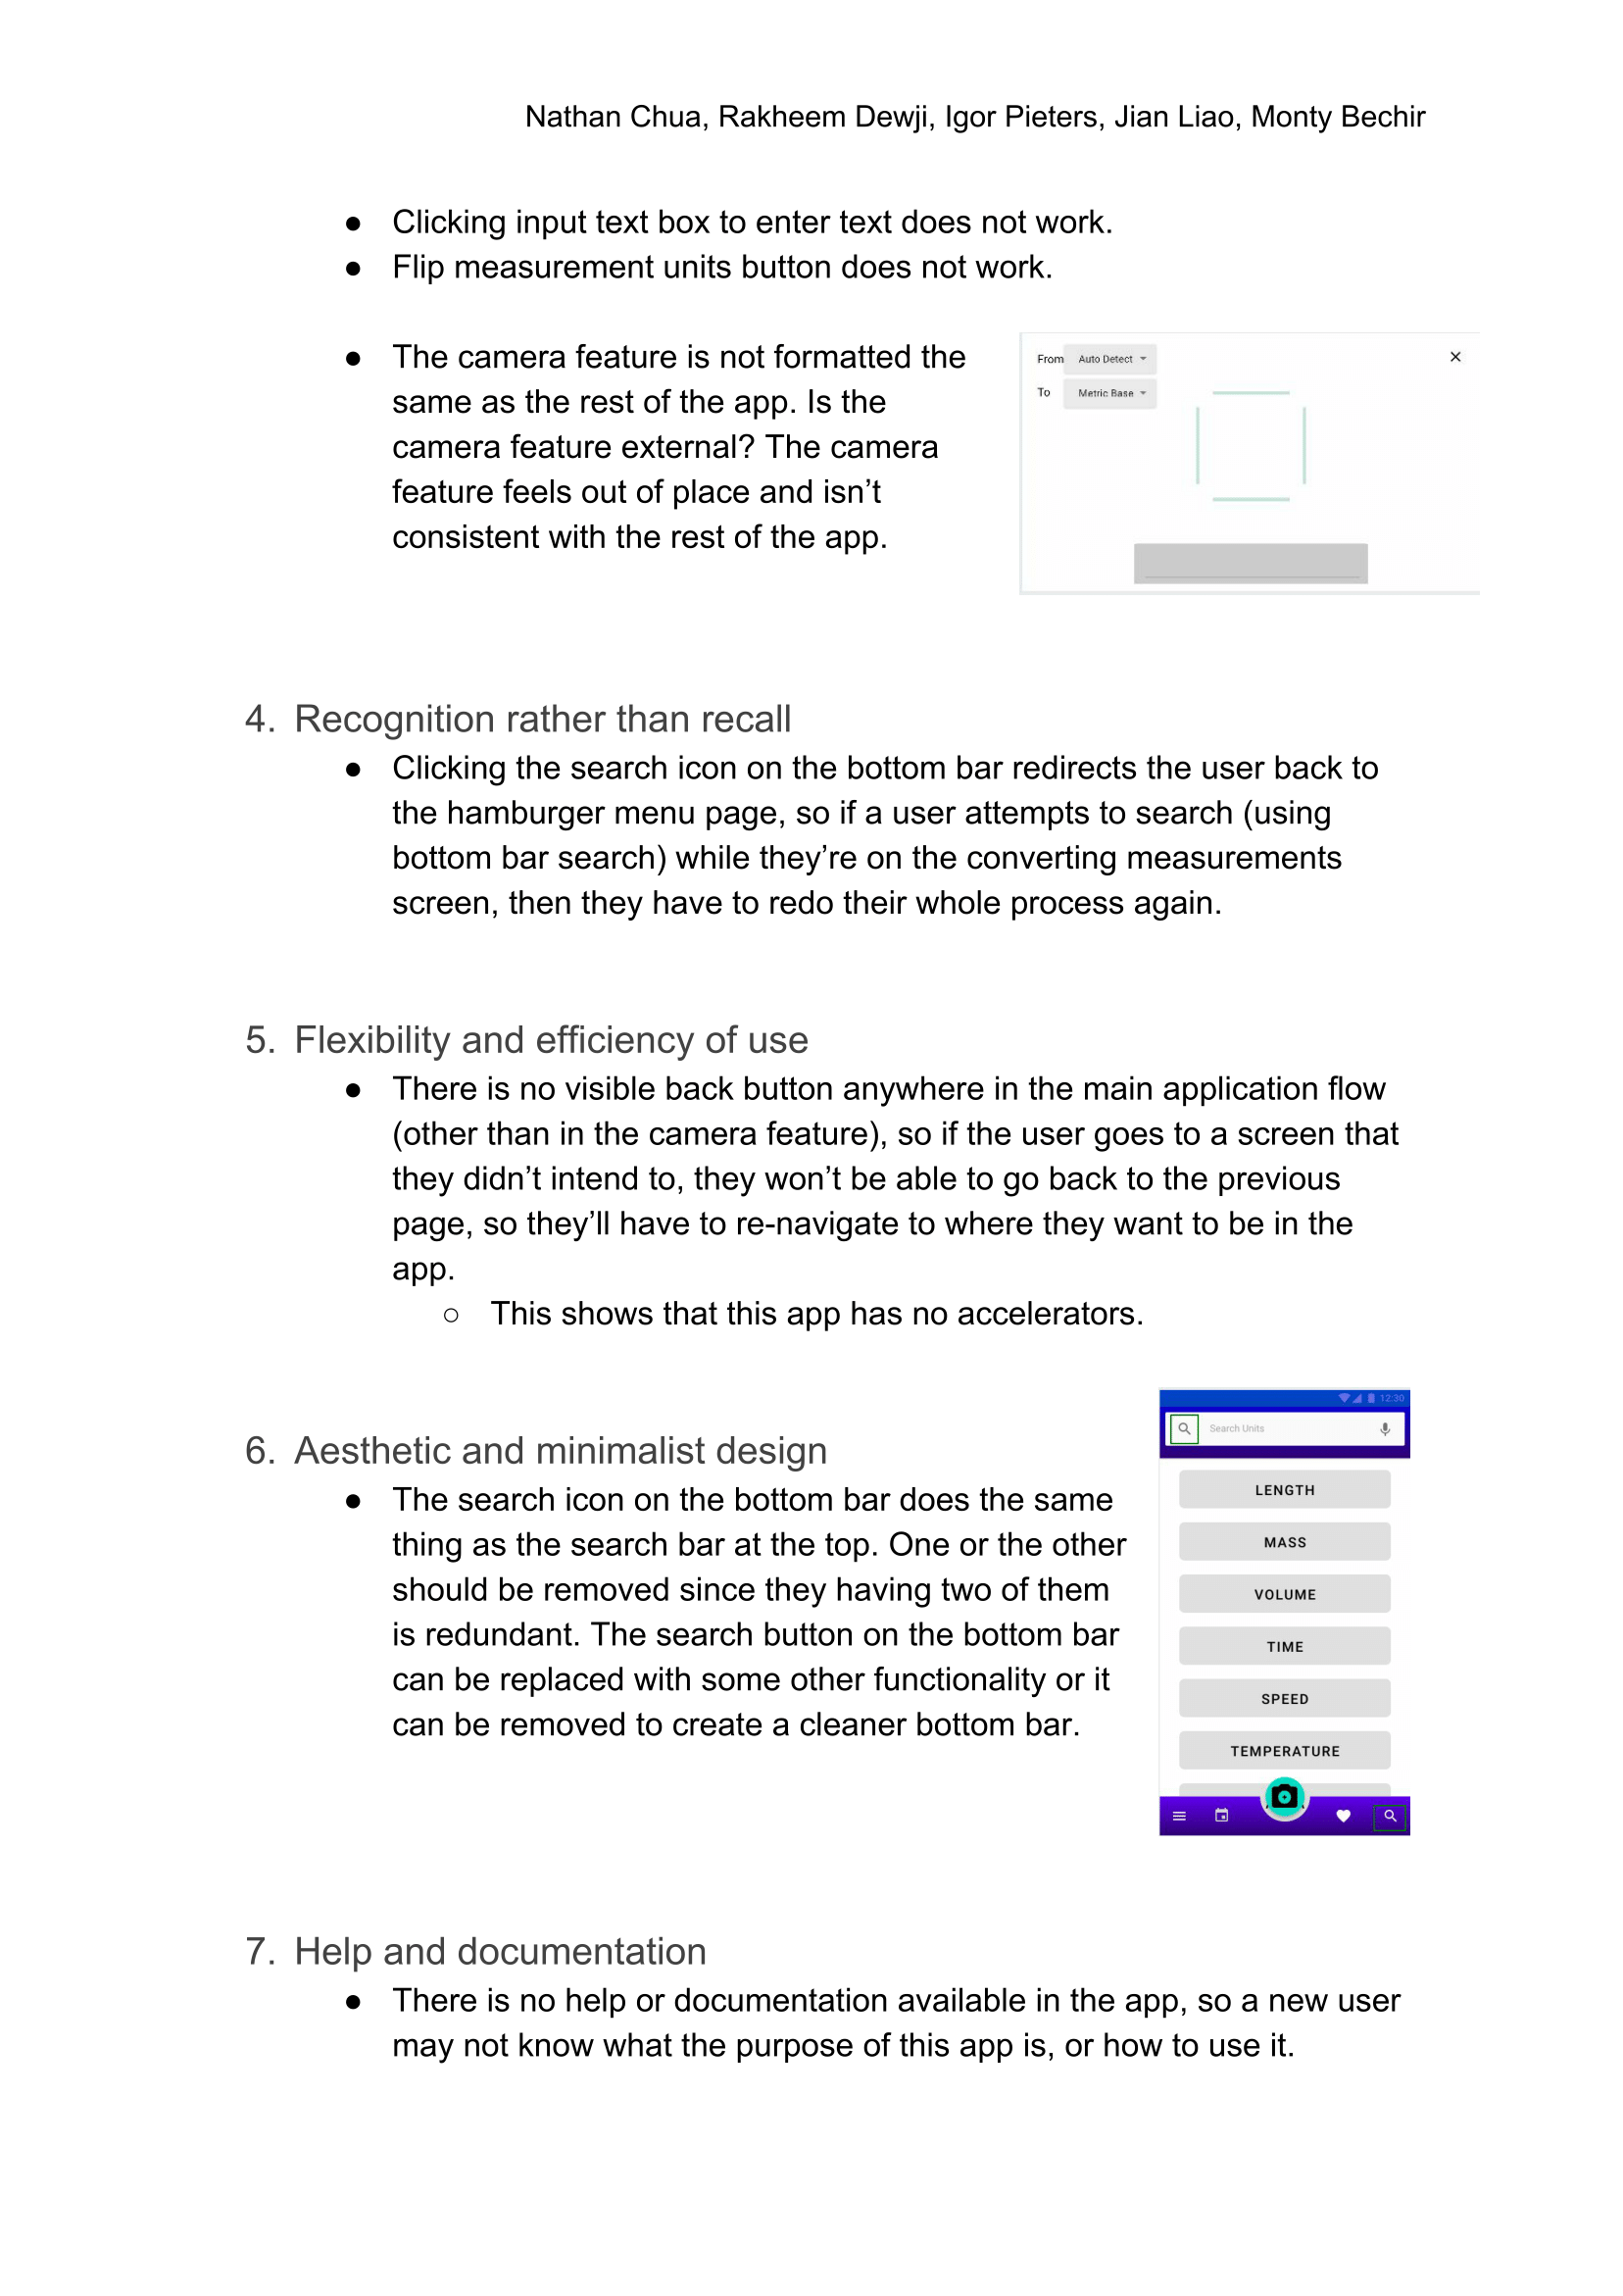 Nathan Chua, Rakheem Dewji, Igor Pieters, Jian Liao, Monty Bechir
● Clicking input text box to enter text does not work.
● Flip measurement units button does not work.
● The camera feature is not formatted the
same as the rest of the app. Is the
camera feature external? The camera
feature feels out of place and isn’t
consistent with the rest of the app.
From Auto Detect
To Metric Base
4. Recognition rather than recall
● Clicking the search icon on the bottom bar redirects the user back to
the hamburger menu page, so if a user attempts to search (using
bottom bar search) while they’re on the converting measurements
screen, then they have to redo their whole process again.
5. Flexibility and efficiency of use
● There is no visible back button anywhere in the main application flow
(other than in the camera feature), so if the user goes to a screen that
they didn’t intend to, they won’t be able to go back to the previous
page, so they’ll have to re-navigate to where they want to be in the
app.
○ This shows that this app has no accelerators.
6. Aesthetic and minimalist design
● The search icon on the bottom bar does the same
thing as the search bar at the top. One or the other
should be removed since they having two of them
is redundant. The search button on the bottom bar
can be replaced with some other functionality or it
can be removed to create a cleaner bottom bar.
12:30
Search Units
LENGTH
MASS
VOLUME
TIME
SPEED
TEMPERATURE
7. Help and documentation
● There is no help or documentation available in the app, so a new user
may not know what the purpose of this app is, or how to use it.